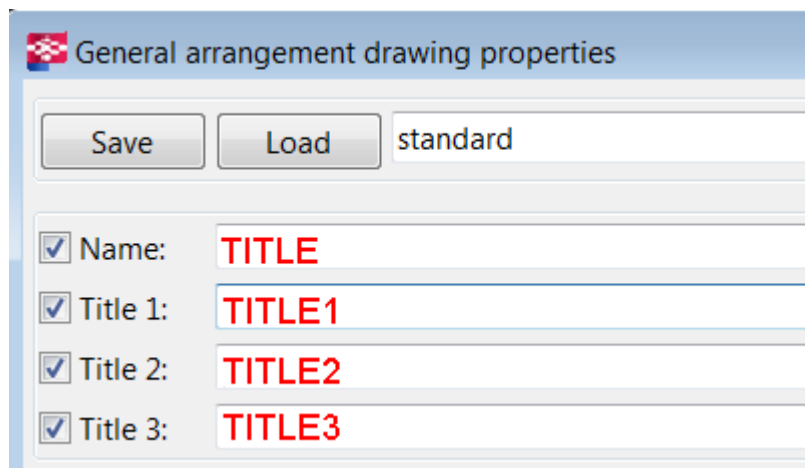 General arrangement drawing properties
Save Load standard
Name: TITLE
Title 1: TITLE1
Title 2: TITLE2
Title 3: TITLE3